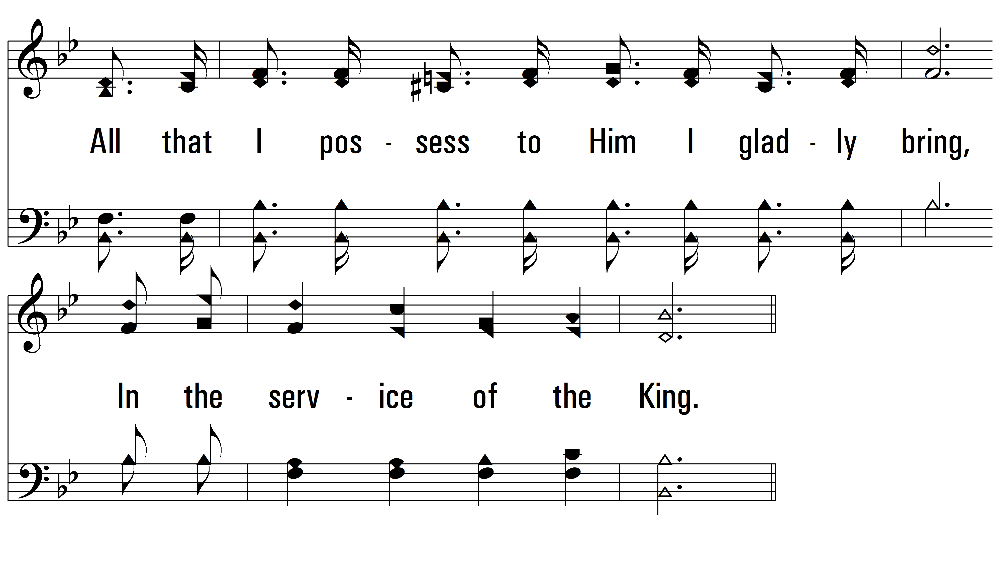 All that I pos - sess to Him I glad - ly bring,
In the serv - ice of the King.